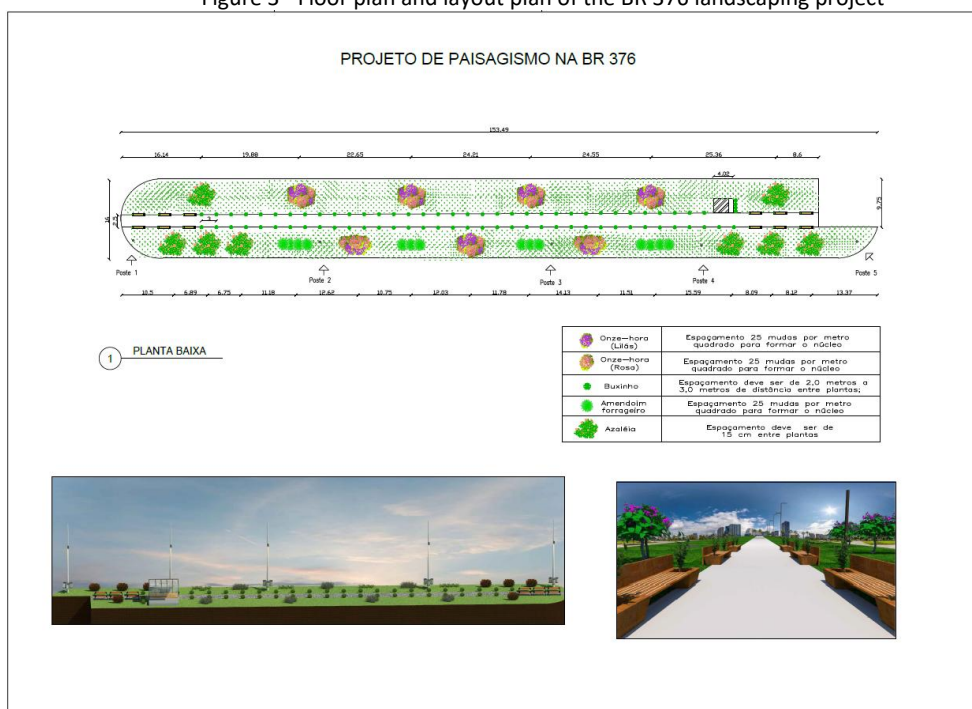 Figure 3 - Floor plan and layout plan of the BR 376 landscaping project
PROJETO DE PAISAGISMO NA BR 376
153.49
16.14 19.88 22.65 24.21 24.55 25.36 8.6
4.02
16
2.5
9.75
Poste 1
Poste 2
Poste 3
Poste 4
Poste 5
10.5 6.89 6.75 11.18 12.62 10.75 12.03 11.78 14.13 11.51 15.59 8.09 8.12 13.37
1 PLANTA BAIXA
Onze-hora (Lilás)
Espaçamento 25 mudas por metro
quadrado para formar o núcleo
Onze-hora (Rosa)
Espaçamento 25 mudas por metro
quadrado para formar o núcleo
Buxinho
Espaçamento deve ser de 2,0 metros a
3,0 metros de distância entre plantas;
Amendoim forrageiro
Espaçamento 25 mudas por metro
quadrado para formar o núcleo
Azaléia
Espaçamento deve ser de
15 cm entre plantas